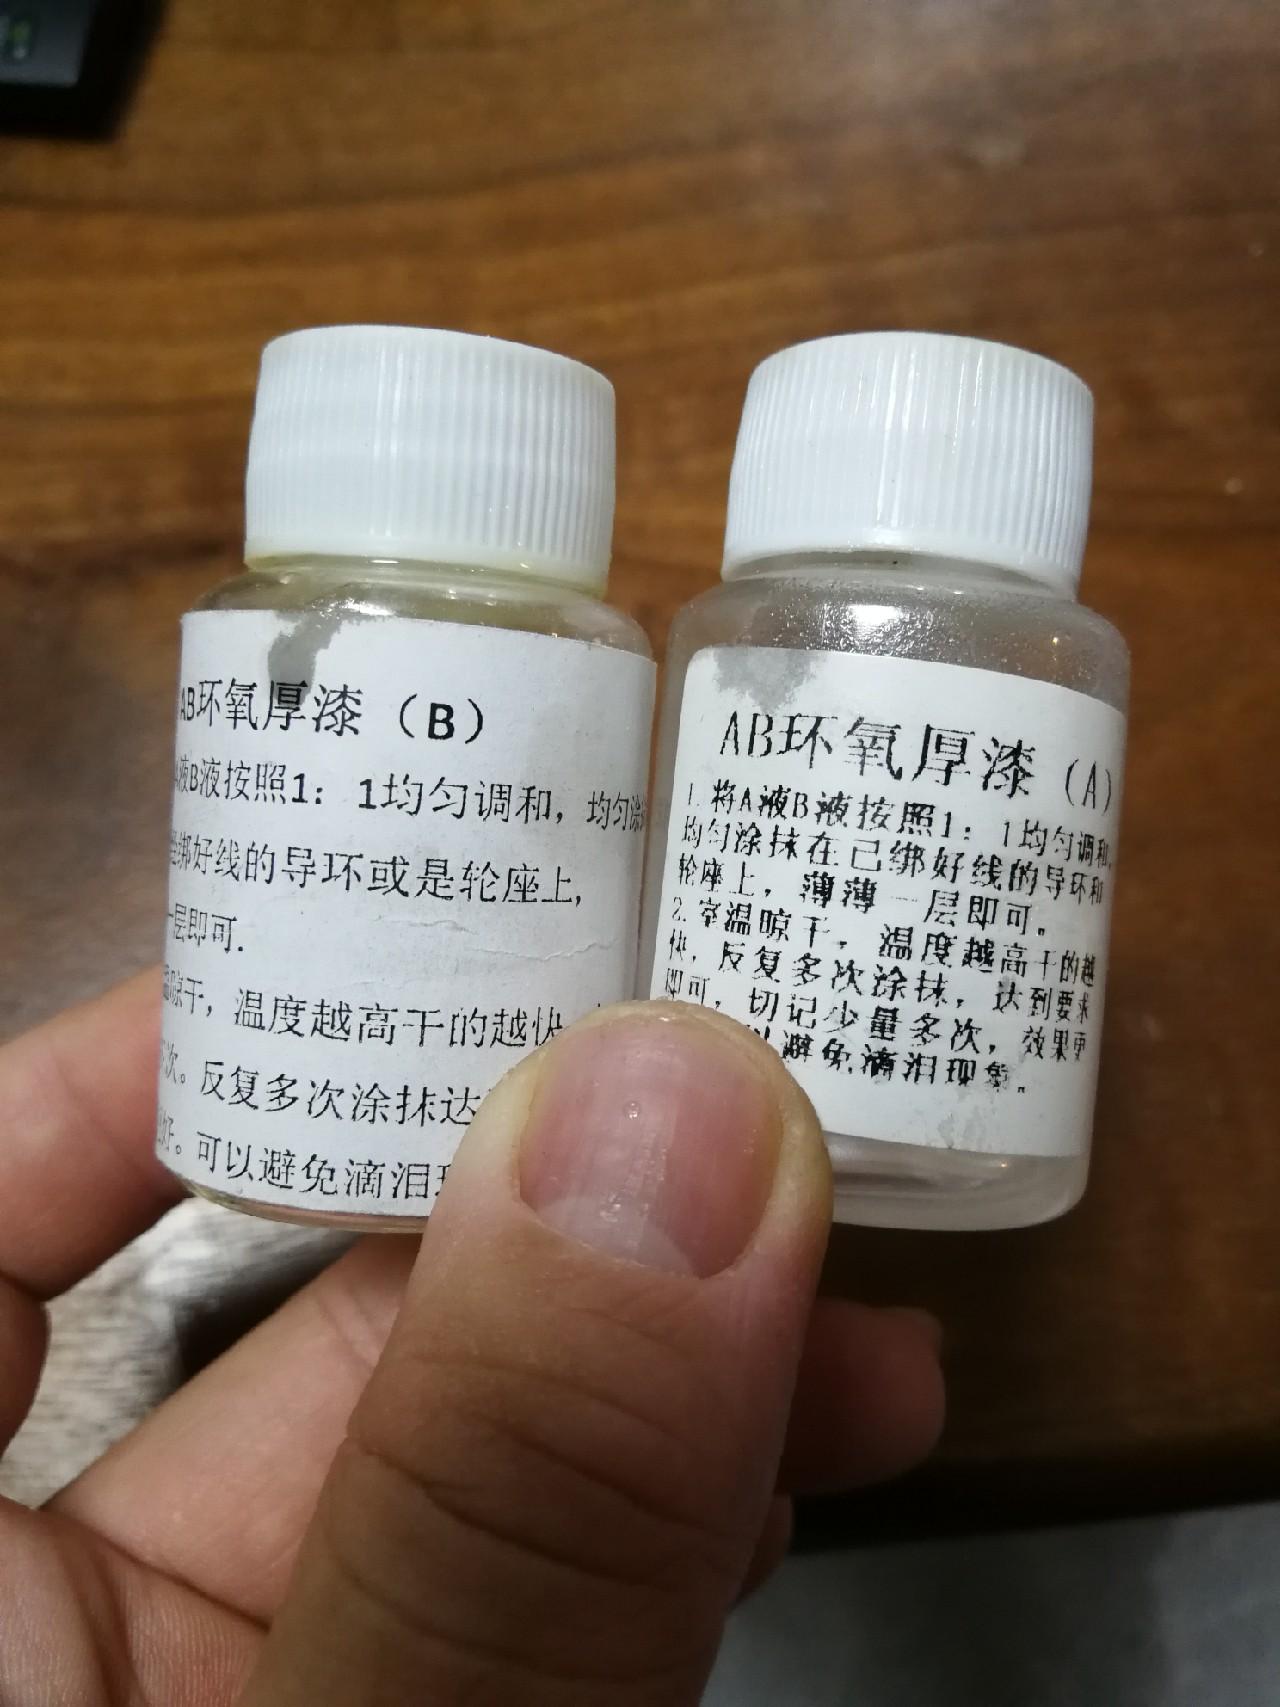 AB环氧厚漆（B）
液B液按照1：1均匀调和，均匀涂
绑好线的导环或是轮座上，
一层即可.
晾干，温度越高干的越快
次。反复多次涂抹达
好。可以避免滴泪
AB环氧厚漆（A）
1.将A液B液按照1：1均匀调和，
均匀涂抹在己绑好线的导环和
轮座上，薄薄一层即可。
2.室温晾干，温度越高干的越
快，反复多次涂抹，达到要求
即可，切记少量多次，效果更
以避免滴泪现象。